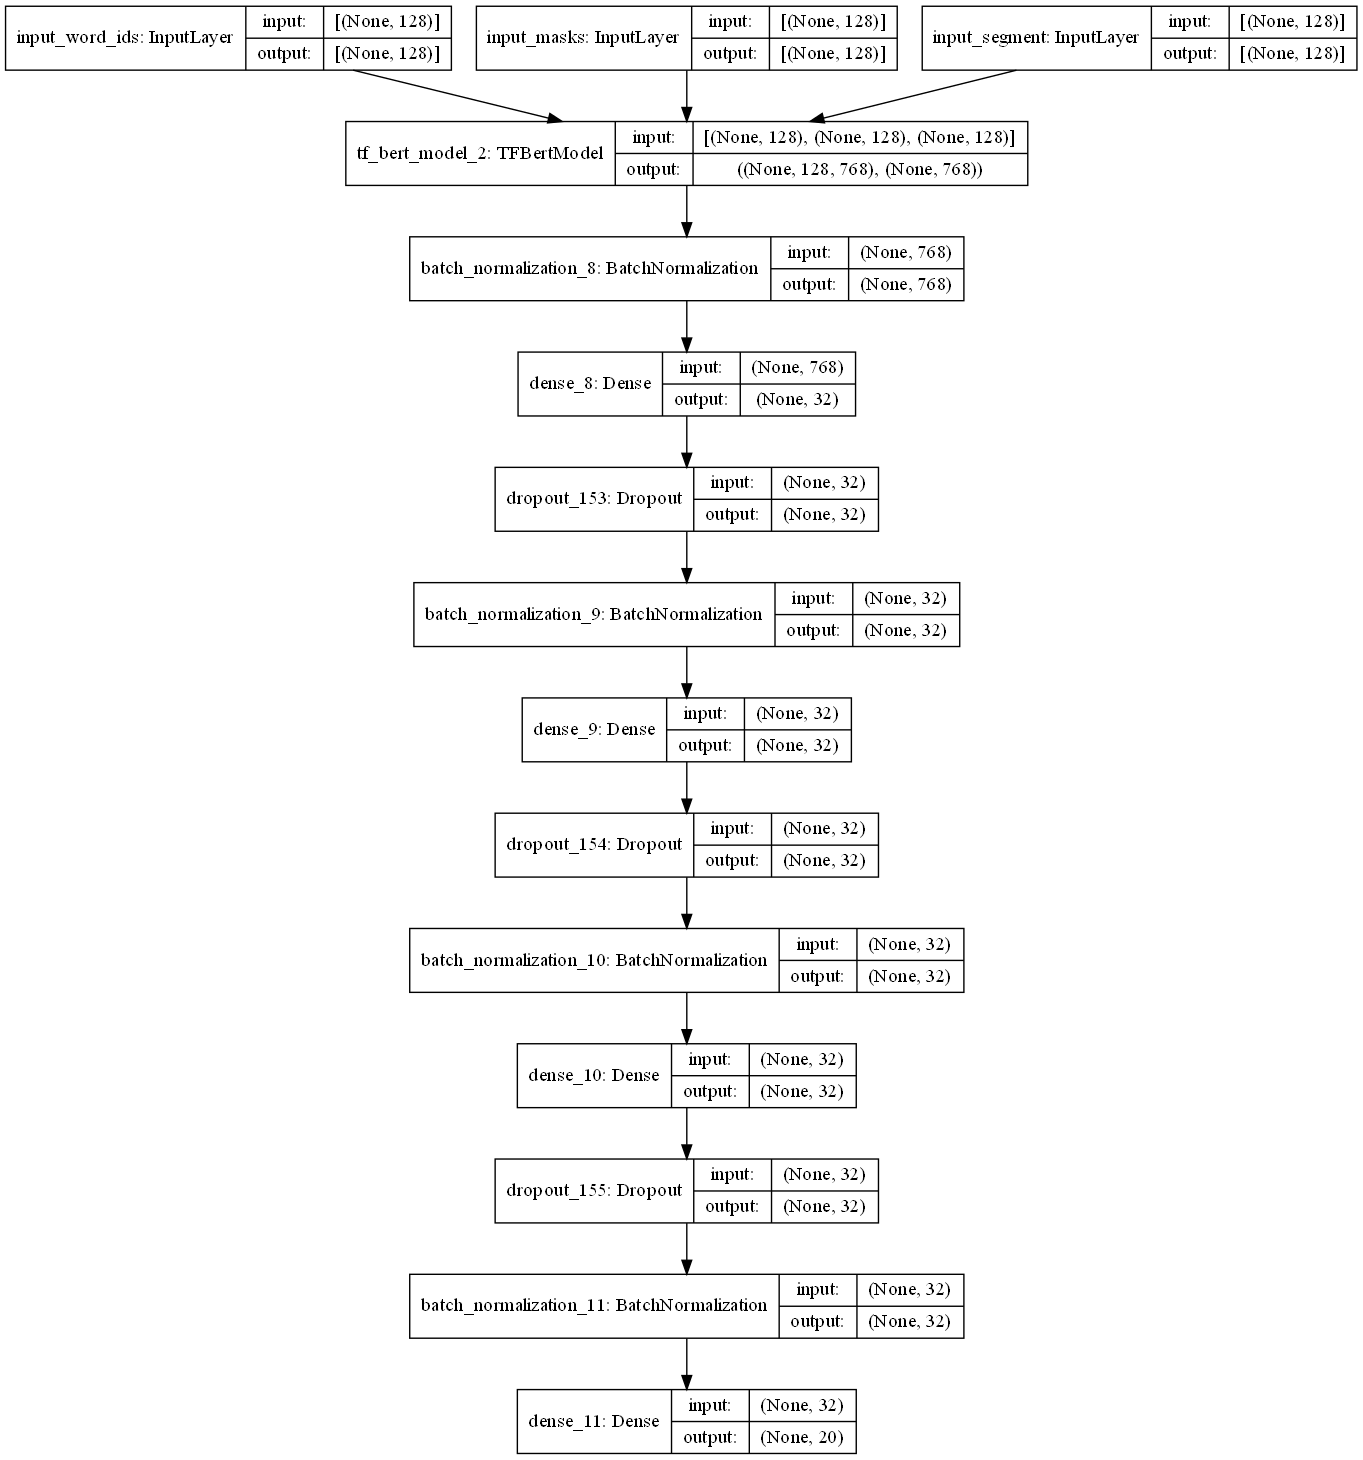 input_word_ids: InputLayer
input:
[(None, 128)]
output:
[(None, 128)]
input_masks: InputLayer
input:
[(None, 128)]
output:
[(None, 128)]
input_segment: InputLayer
input:
[(None, 128)]
output:
[(None, 128)]
tf_bert_model_2: TFBertModel
input:
[(None, 128), (None, 128), (None, 128)]
output:
((None, 128, 768), (None, 768))
batch_normalization_8: BatchNormalization
input:
(None, 768)
output:
(None, 768)
dense_8: Dense
input:
(None, 768)
output:
(None, 32)
dropout_153: Dropout
input:
(None, 32)
output:
(None, 32)
batch_normalization_9: BatchNormalization
input:
(None, 32)
output:
(None, 32)
dense_9: Dense
input:
(None, 32)
output:
(None, 32)
dropout_154: Dropout
input:
(None, 32)
output:
(None, 32)
batch_normalization_10: BatchNormalization
input:
(None, 32)
output:
(None, 32)
dense_10: Dense
input:
(None, 32)
output:
(None, 32)
dropout_155: Dropout
input:
(None, 32)
output:
(None, 32)
batch_normalization_11: BatchNormalization
input:
(None, 32)
output:
(None, 32)
dense_11: Dense
input:
(None, 32)
output:
(None, 20)